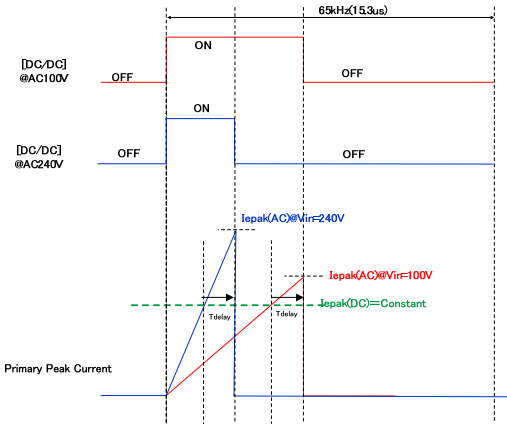 65kHz(15.3us)
[DC/DC]
@AC100V
OFF
ON
OFF
[DC/DC]
@AC240V
OFF
ON
OFF
Iepak(AC)@Vin=240V
Iepak(AC)@Vin=100V
Tdelay
Tdelay
Iepak(DC)=Constant
Primary Peak Current